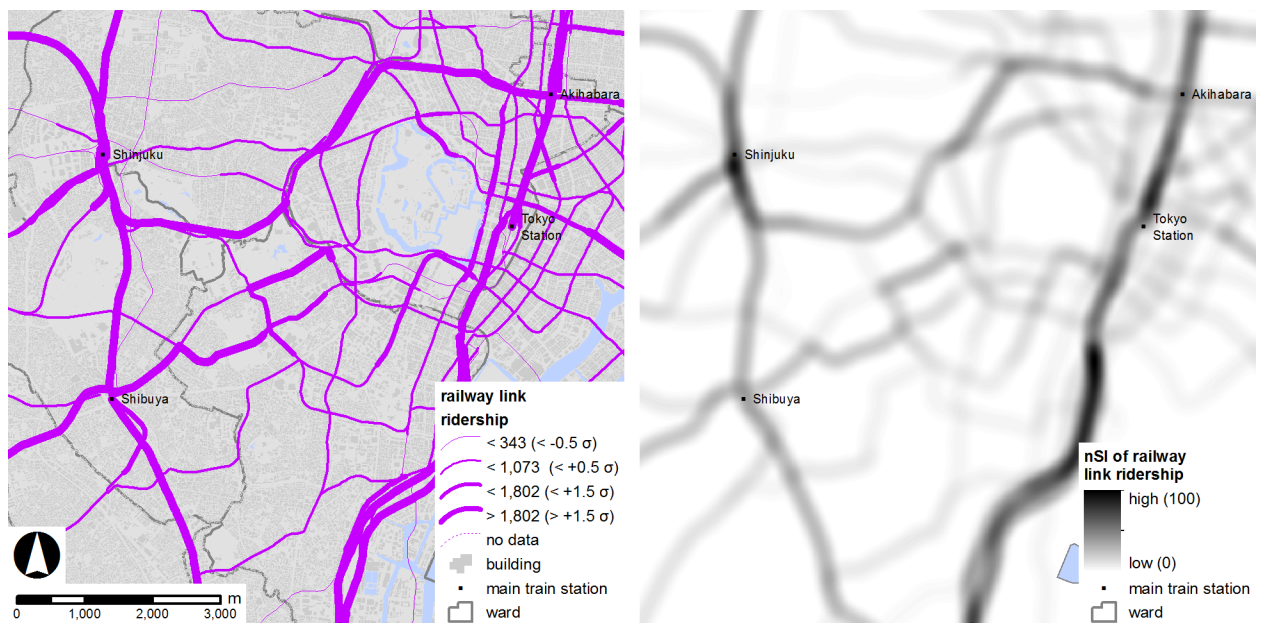 Akihabara
Shinjuku
Tokyo
Station
Shibuya
railway link
ridership
< 343 (< -0.5 σ)
< 1,073 (< +0.5 σ)
< 1,802 (< +1.5 σ)
> 1,802 (> +1.5 σ)
no data
building
main train station
ward
0 1,000 2,000 3,000 m
Akihabara
Shinjuku
Tokyo
Station
Shibuya
nSI of railway
link ridership
high (100)
low (0)
main train station
ward